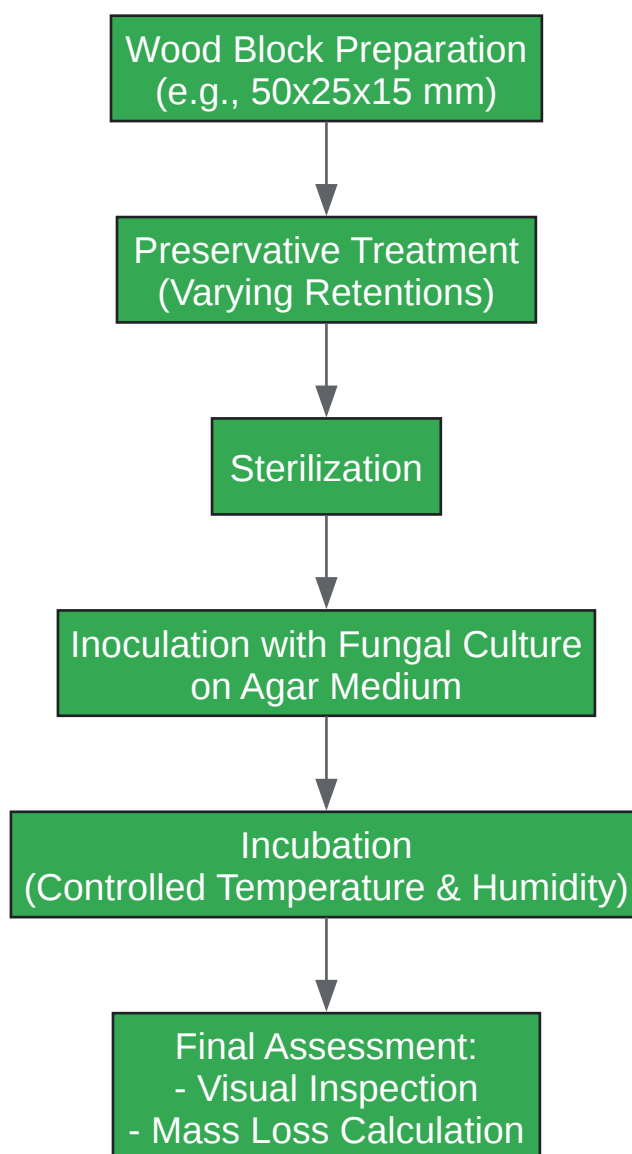 Wood Block Preparation
(e.g., 50x25x15 mm)
Preservative Treatment
(Varying Retentions)
Sterilization
Inoculation with Fungal Culture
on Agar Medium
Incubation
(Controlled Temperature & Humidity)
Final Assessment:
- Visual Inspection
- Mass Loss Calculation